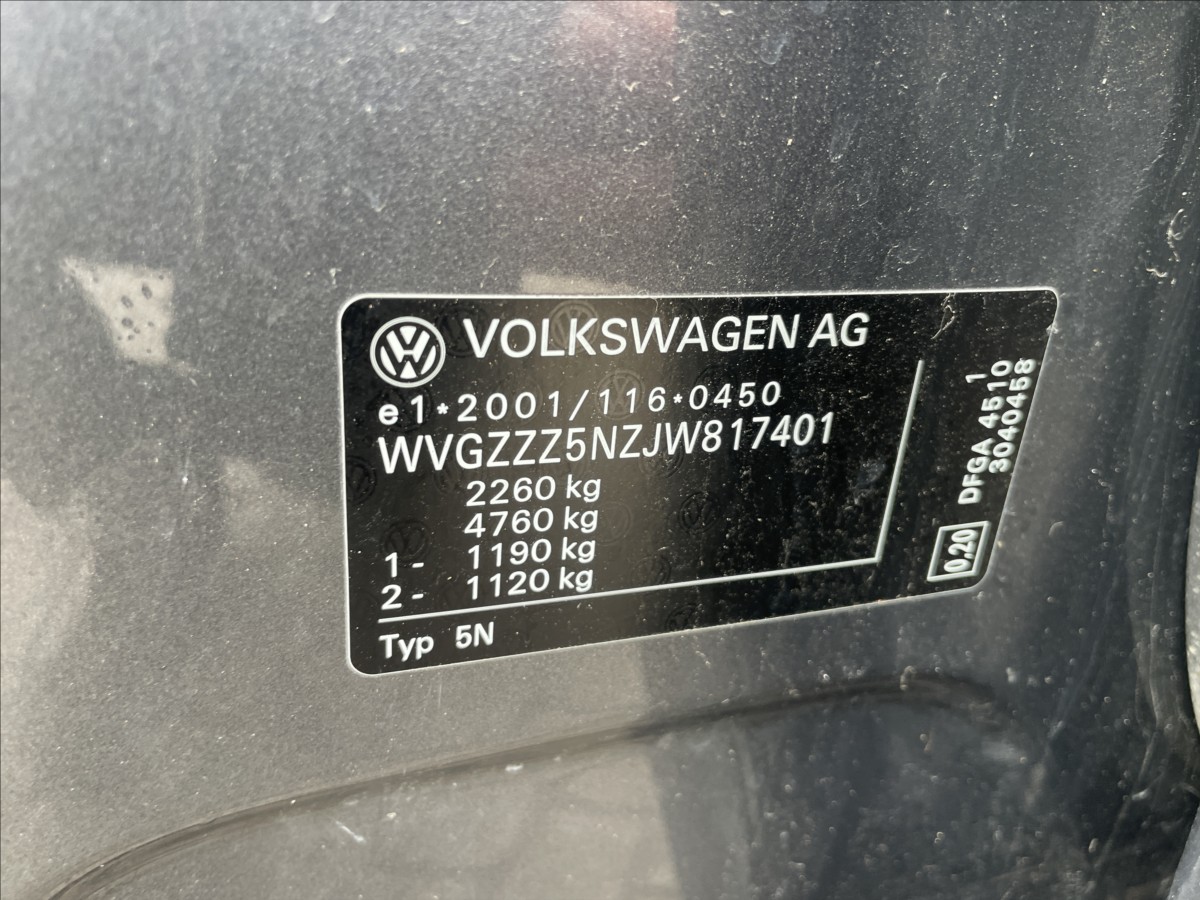 VOLKSWAGEN AG
e1*2001/116*0450
WVGZZZ5NZJW817401
2260 kg
4760 kg
1- 1190 kg
2- 1120 kg
Typ 5N
1
DFGA 4510
3040458
0.20